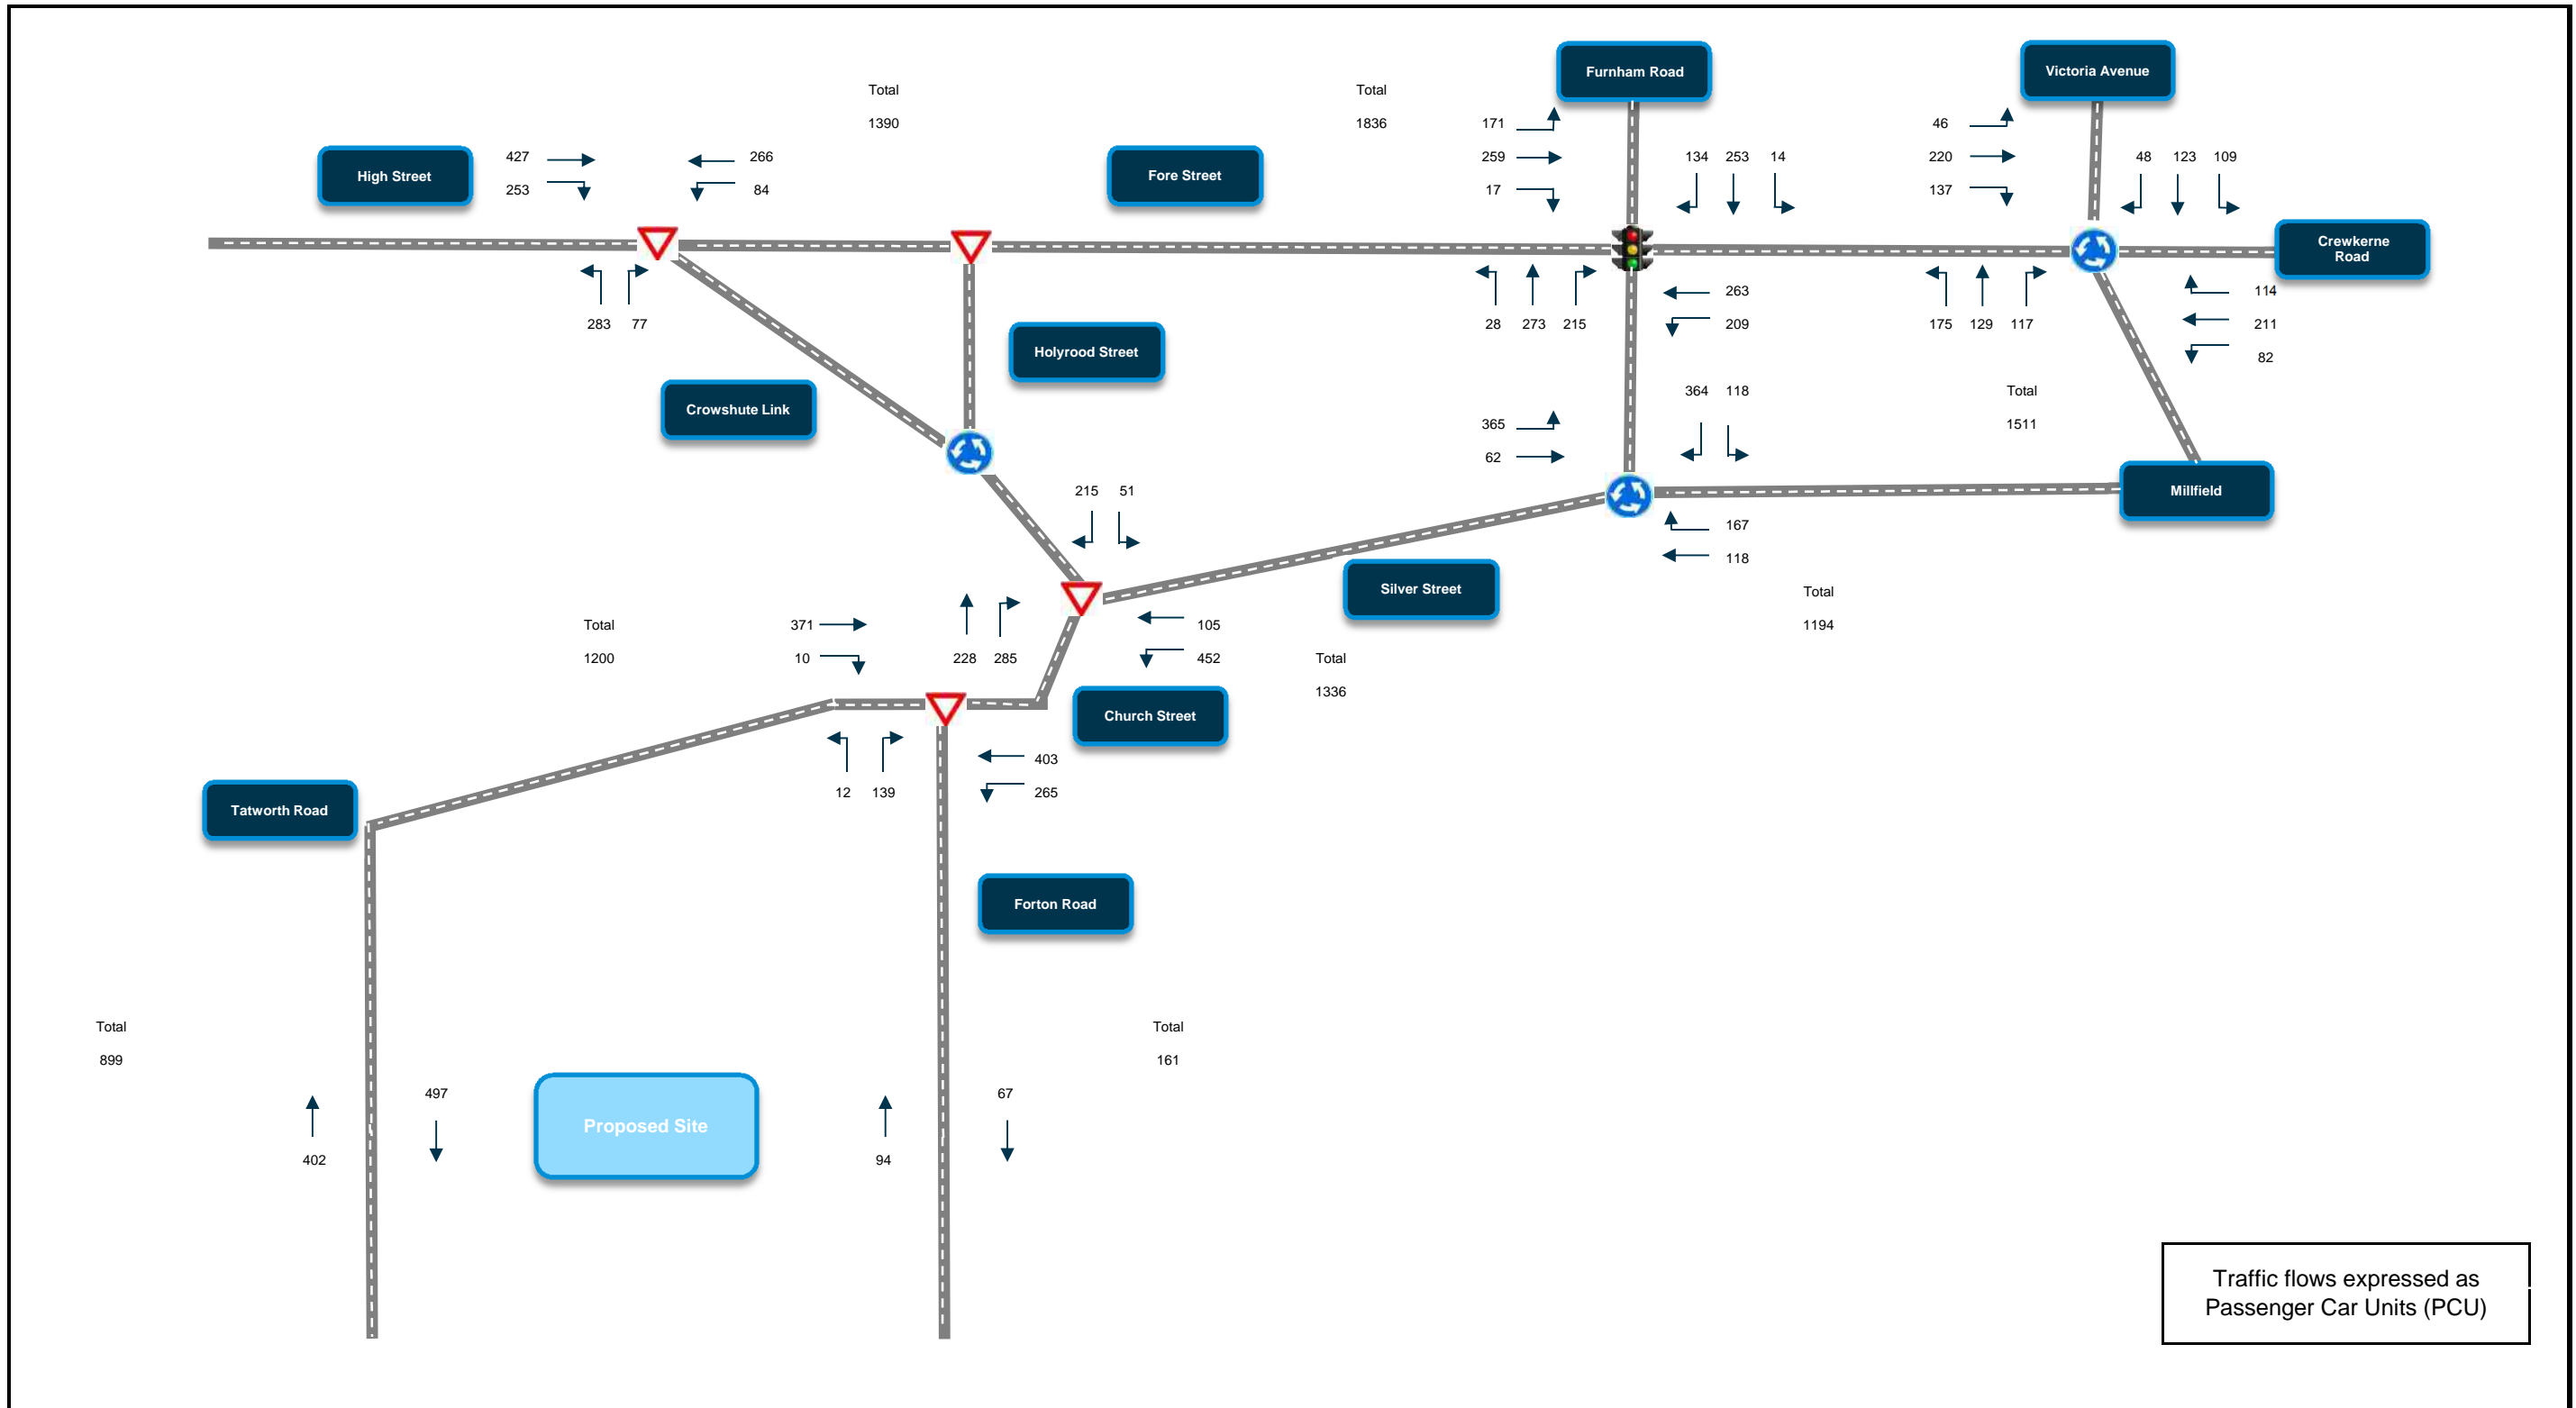 Furnham Road
Victoria Avenue
Total
Total
1390
1836
171
46
High Street
427
266
Fore Street
259
134
253
14
220
48
123
109
253
84
17
137
Crewkerne
Road
283
77
28
273
215
263
175
129
117
114
209
211
Holyrood Street
82
Crowshute Link
364
118
Total
365
1511
62
215
51
Millfield
167
118
Silver Street
Total
Total
371
105
1194
1200
10
228
285
452
Total
1336
Church Street
403
12
139
265
Tatworth Road
Forton Road
Total
Total
899
161
497
67
Proposed Site
402
94
Traffic flows expressed as
Passenger Car Units (PCU)